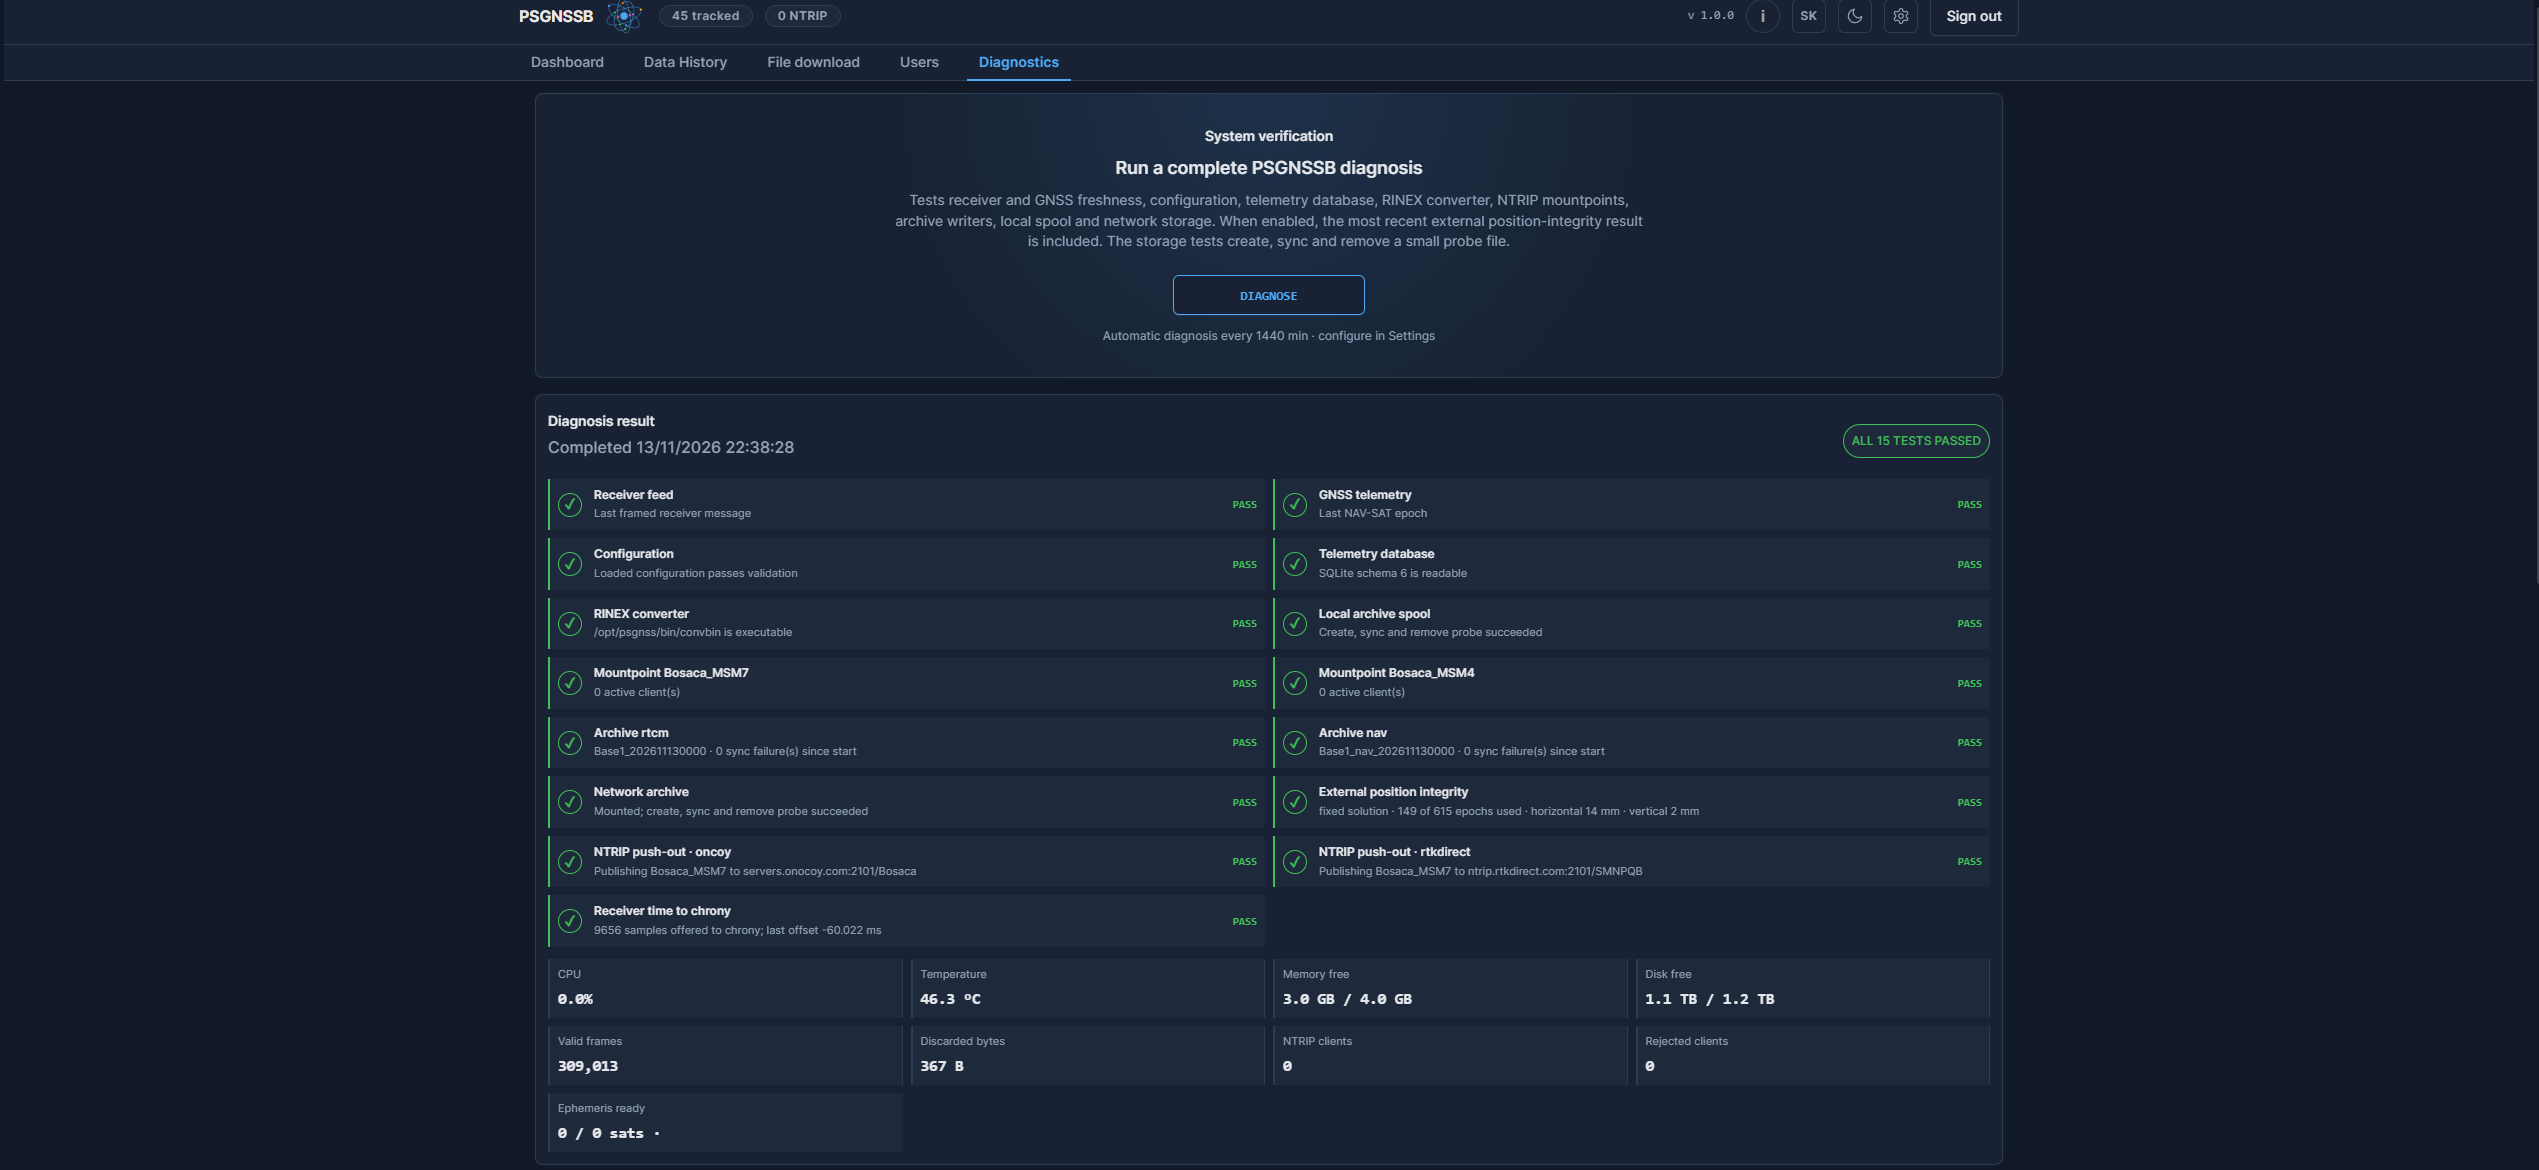 PSGNSSB
45 tracked
0 NTRIP
v 1.0.0
i
SK
Sign out
Dashboard
Data History
File download
Users
Diagnostics
System verification
Run a complete PSGNSSB diagnosis
Tests receiver and GNSS freshness, configuration, telemetry database, RINEX converter, NTRIP mountpoints,
archive writers, local spool and network storage. When enabled, the most recent external position-integrity result
is included. The storage tests create, sync and remove a small probe file.
DIAGNOSE
Automatic diagnosis every 1440 min · configure in Settings
Diagnosis result
Completed 13/11/2026 22:38:28
ALL 15 TESTS PASSED
Receiver feed
Last framed receiver message
PASS
GNSS telemetry
Last NAV-SAT epoch
PASS
Configuration
Loaded configuration passes validation
PASS
Telemetry database
SQLite schema 6 is readable
PASS
RINEX converter
/opt/psgnss/bin/convbin is executable
PASS
Local archive spool
Create, sync and remove probe succeeded
PASS
Mountpoint Bosaca_MSM7
0 active client(s)
PASS
Mountpoint Bosaca_MSM4
0 active client(s)
PASS
Archive rtcm
Base1_202611130000 · 0 sync failure(s) since start
PASS
Archive nav
Base1_nav_202611130000 · 0 sync failure(s) since start
PASS
Network archive
Mounted; create, sync and remove probe succeeded
PASS
External position integrity
fixed solution · 149 of 615 epochs used · horizontal 14 mm · vertical 2 mm
PASS
NTRIP push-out · oncoy
Publishing Bosaca_MSM7 to servers.onocoy.com:2101/Bosaca
PASS
NTRIP push-out · rtkdirect
Publishing Bosaca_MSM7 to ntrip.rtkdirect.com:2101/SMNPQB
PASS
Receiver time to chrony
9656 samples offered to chrony; last offset -60.022 ms
PASS
CPU
0.0%
Temperature
46.3 °C
Memory free
3.0 GB / 4.0 GB
Disk free
1.1 TB / 1.2 TB
Valid frames
309,013
Discarded bytes
367 B
NTRIP clients
0
Rejected clients
0
Ephemeris ready
0 / 0 sats ·